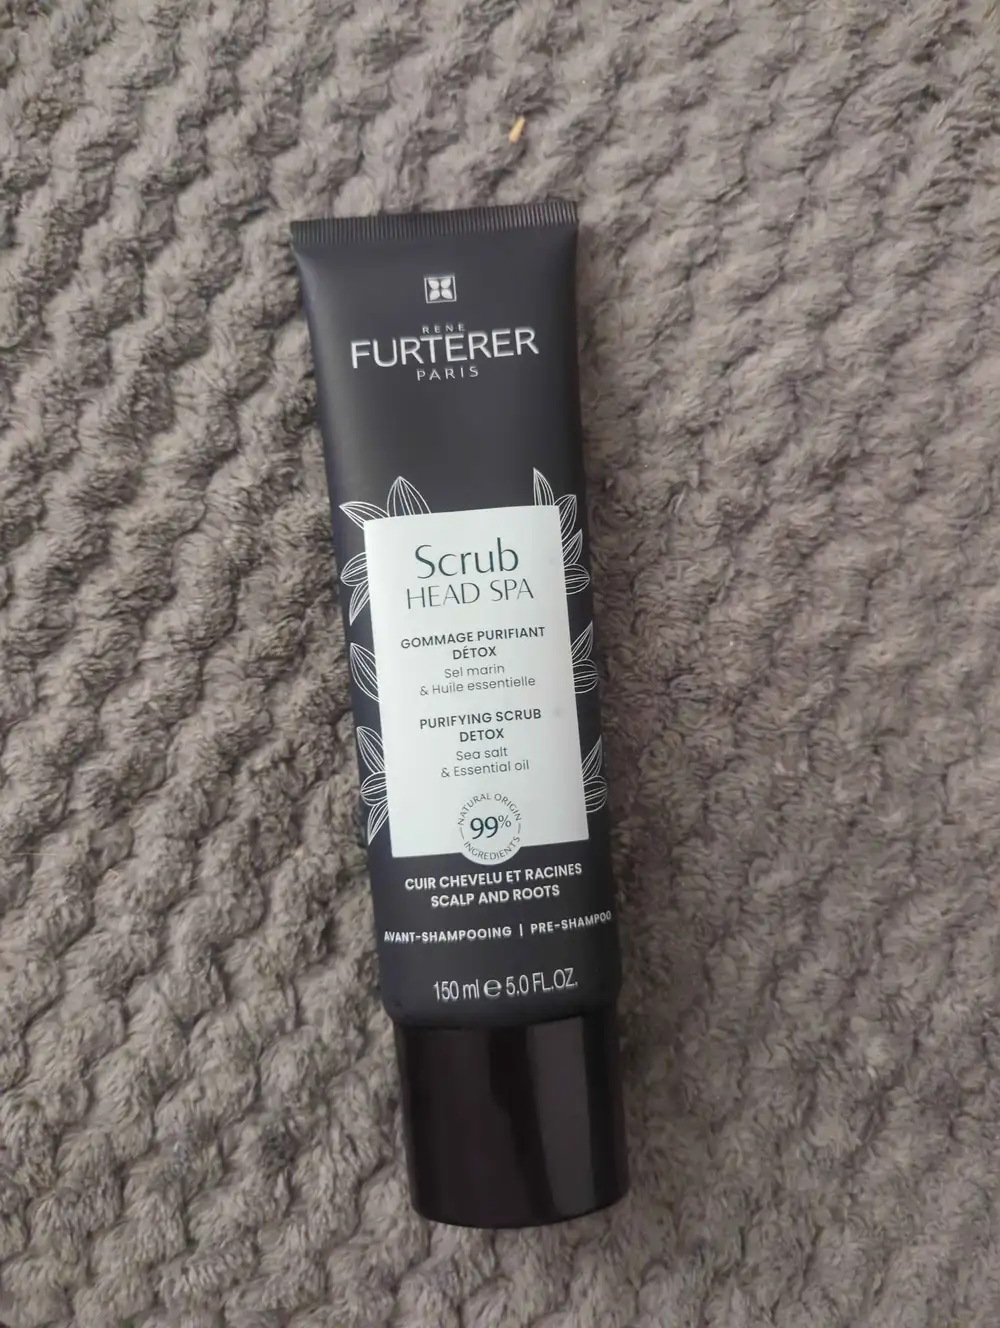 RENE
FURTERER
PARIS
Scrub
HEAD SPA
GOMMAGE PURIFIANT
DÉTOX
Sel marin
& Huile essentielle
PURIFYING SCRUB
DETOX
Sea salt
& Essential oil
NATURAL ORIGIN
99%
INGREDIENTS
CUIR CHEVELU ET RACINES
SCALP AND ROOTS
AVANT-SHAMPOOING | PRE-SHAMPOO
150 ml e 5.0 FL.OZ.